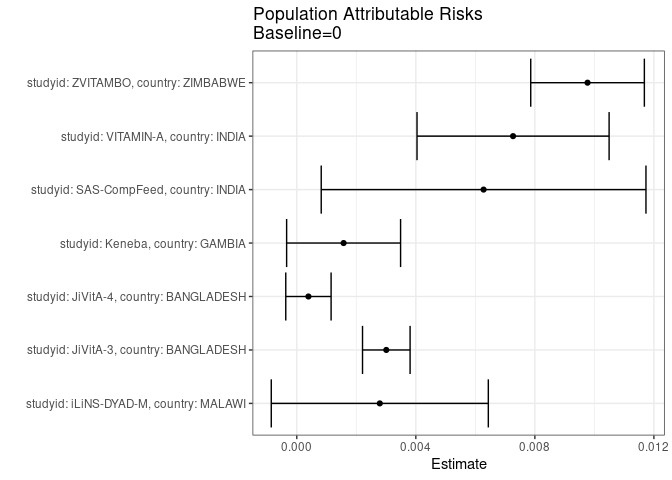 Population Attributable Risks
Baseline=0
studyid: ZVITAMBO, country: ZIMBABWE
studyid: VITAMIN-A, country: INDIA
studyid: SAS-CompFeed, country: INDIA
studyid: Keneba, country: GAMBIA
studyid: JiVitA-4, country: BANGLADESH
studyid: JiVitA-3, country: BANGLADESH
studyid: iLiNS-DYAD-M, country: MALAWI
0.000 0.004 0.008 0.012
Estimate